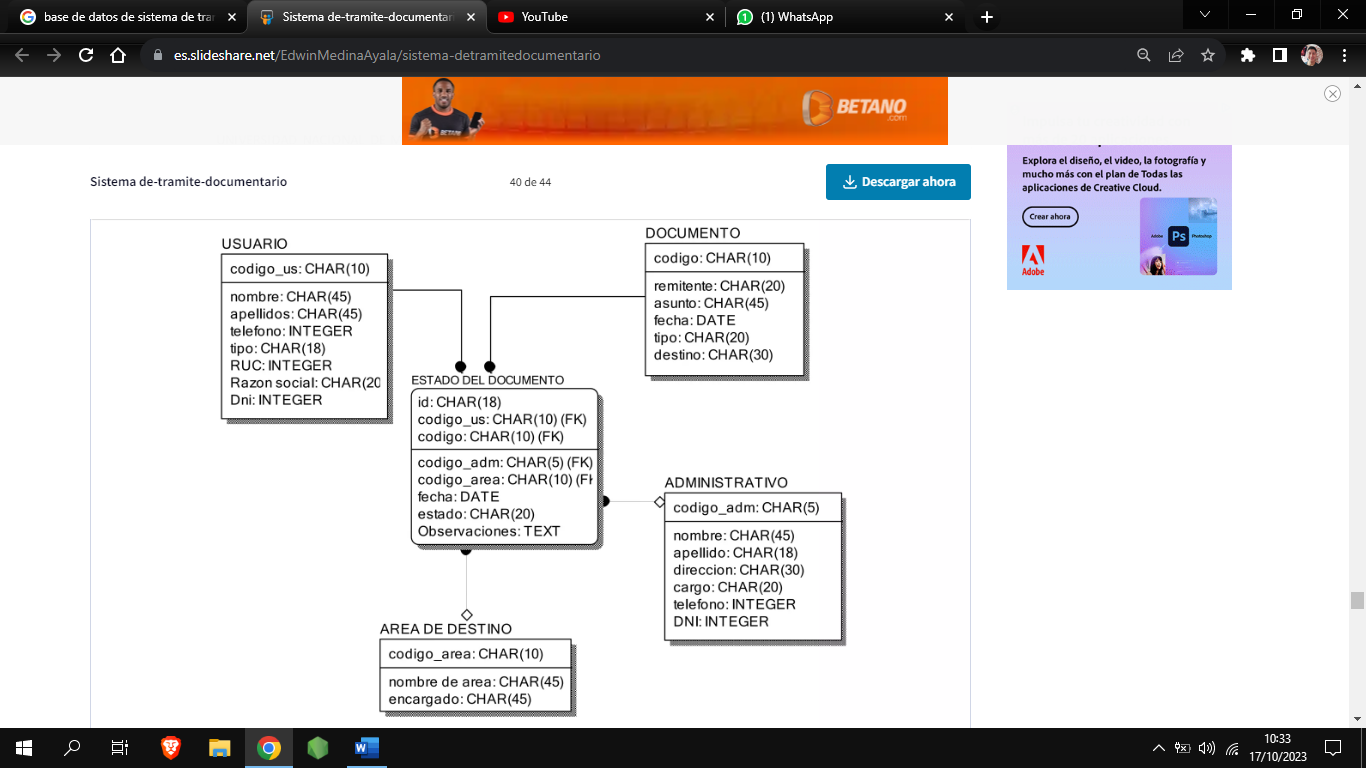 base de datos de sistema de tra
Sistema de-tramite-documentari
YouTube
(1) WhatsApp
es.slideshare.net/EdwinMedinaAyala/sistema-detramitedocumentario
BETANO
.com
BETANO
Explora el diseño, el video, la fotografía y
mucho más con el plan de Todas las
aplicaciones de Creative Cloud.
Crear ahora
Adobe
Ps
Photoshop
Adobe
Sistema de-tramite-documentario
40 de 44
Descargar ahora
USUARIO
codigo_us: CHAR(10)
nombre: CHAR(45)
apellidos: CHAR(45)
telefono: INTEGER
tipo: CHAR(18)
RUC: INTEGER
Razon social: CHAR(20
Dni: INTEGER
DOCUMENTO
codigo: CHAR(10)
remitente: CHAR(20)
asunto: CHAR(45)
fecha: DATE
tipo: CHAR(20)
destino: CHAR(30)
ESTADO DEL DOCUMENTO
id: CHAR(18)
codigo_us: CHAR(10) (FK)
codigo: CHAR(10) (FK)
codigo_adm: CHAR(5) (FK)
codigo_area: CHAR(10) (FK
fecha: DATE
estado: CHAR(20)
Observaciones: TEXT
ADMINISTRATIVO
codigo_adm: CHAR(5)
nombre: CHAR(45)
apellido: CHAR(18)
direccion: CHAR(30)
cargo: CHAR(20)
telefono: INTEGER
DNI: INTEGER
AREA DE DESTINO
codigo_area: CHAR(10)
nombre de area: CHAR(45)
encargado: CHAR(45)
10:33
17/10/2023